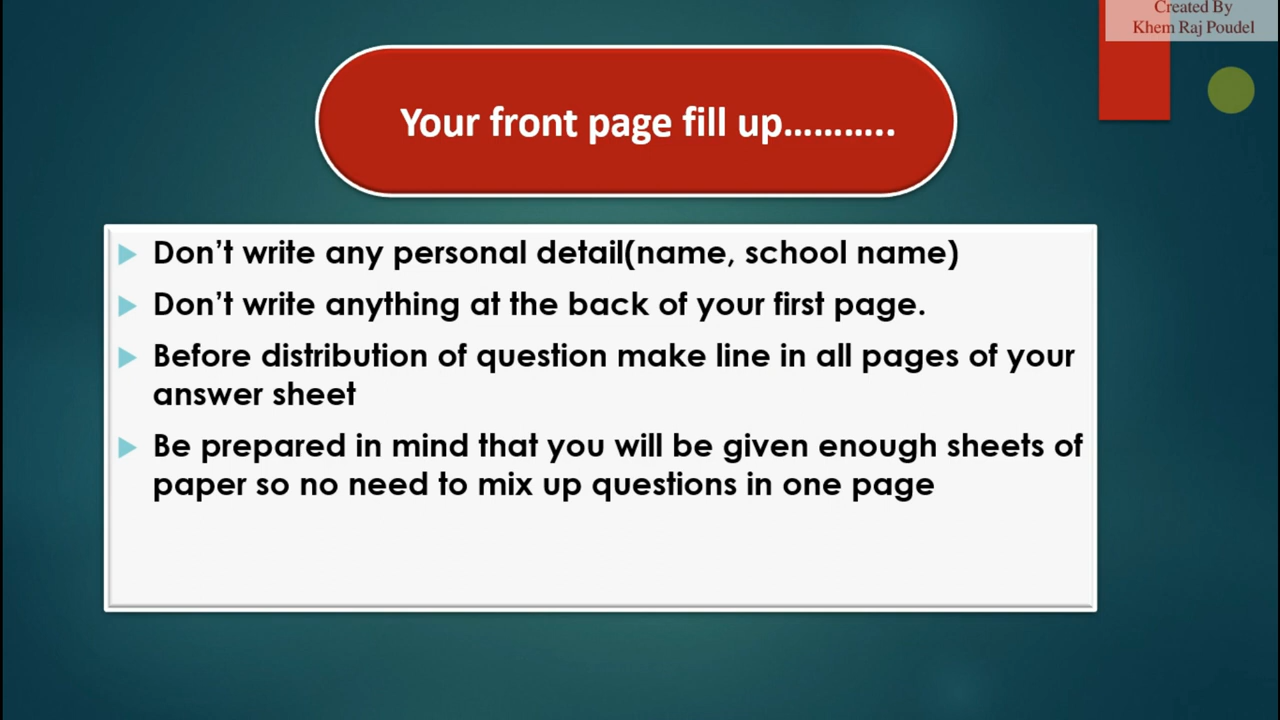 Created By
Khem Raj Poudel
Your front page fill up...........
Don't write any personal detail(name, school name)
Don't write anything at the back of your first page.
Before distribution of question make line in all pages of your
answer sheet
Be prepared in mind that you will be given enough sheets of
paper so no need to mix up questions in one page